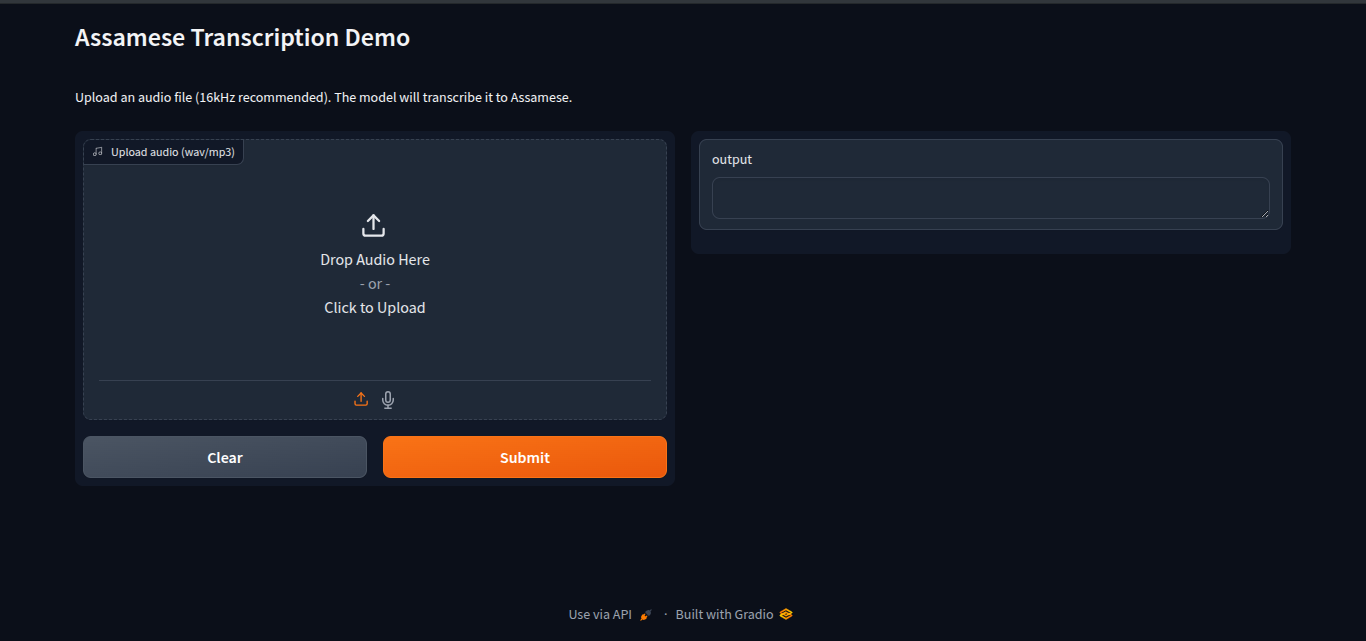 Assamese Transcription Demo
Upload an audio file (16kHz recommended). The model will transcribe it to Assamese.
Upload audio (wav/mp3)
Drop Audio Here
- or -
Click to Upload
Clear
Submit
output
Use via API · Built with Gradio